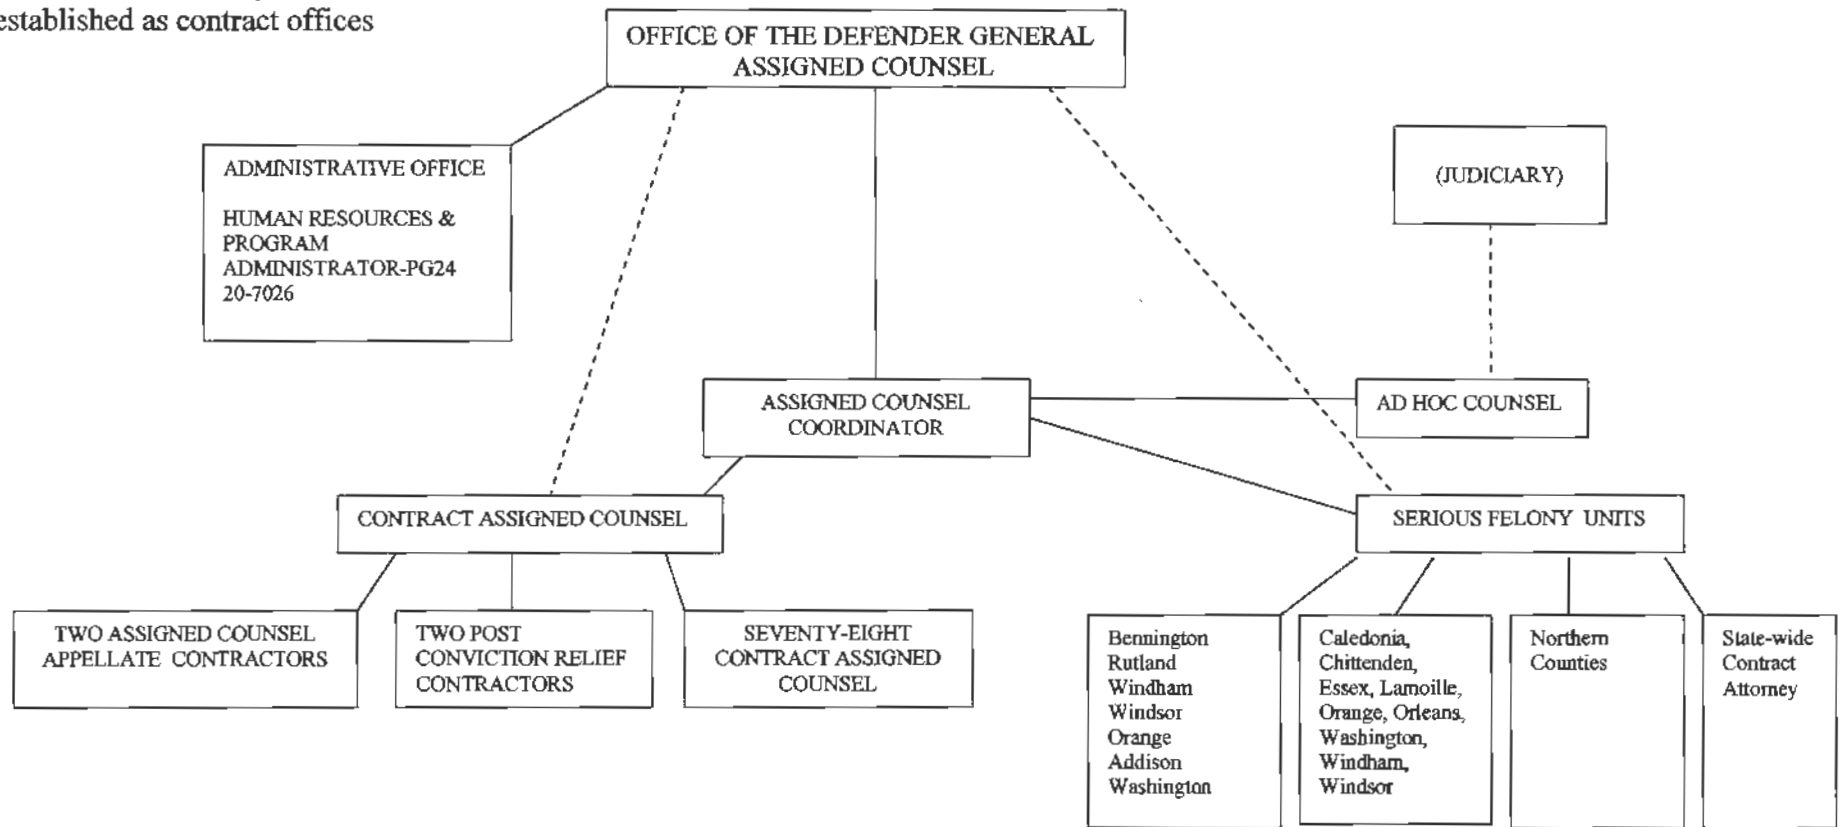 established as contract offices
OFFICE OF THE DEFENDER GENERAL
ASSIGNED COUNSEL
ADMINISTRATIVE OFFICE
HUMAN RESOURCES &
PROGRAM
ADMINISTRATOR-PG24
20-7026
(JUDICIARY)
ASSIGNED COUNSEL
COORDINATOR
AD HOC COUNSEL
CONTRACT ASSIGNED COUNSEL
SERIOUS FELONY UNITS
TWO ASSIGNED COUNSEL
APPELLATE CONTRACTORS
TWO POST
CONVICTION RELIEF
CONTRACTORS
SEVENTY-EIGHT
CONTRACT ASSIGNED
COUNSEL
Bennington
Rutland
Windham
Windsor
Orange
Addison
Washington
Caledonia,
Chittenden,
Essex, Lamoille,
Orange, Orleans,
Washington,
Windham,
Windsor
Northern
Counties
State-wide
Contract
Attorney